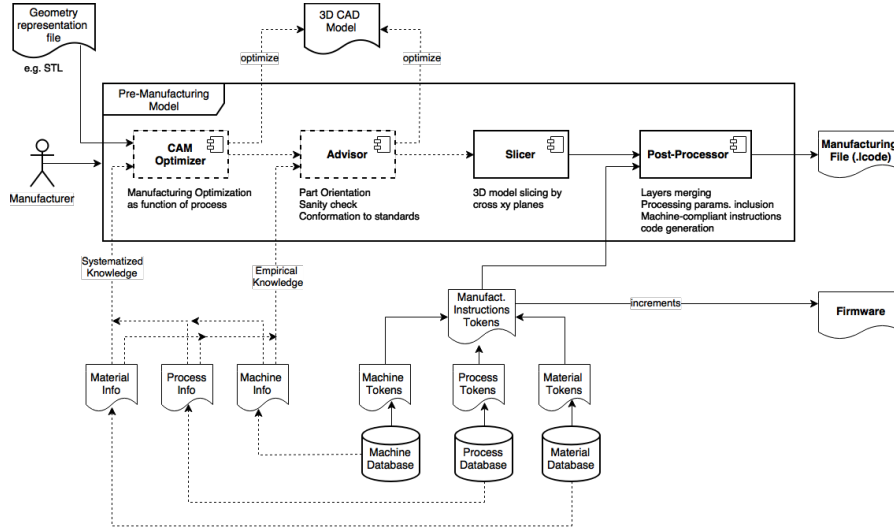 Geometry
representation
file
e.g. STL
3D CAD
Model
optimize
optimize
Pre-Manufacturing
Model
CAM
Optimizer
Manufacturing Optimization
as function of process
Advisor
Part Orientation
Sanity check
Conformation to standards
Slicer
3D model slicing by
cross xy planes
Post-Processor
Layers merging
Processing params. inclusion
Machine-compliant instructions
code generation
Manufacturing
File (.lcode)
Manufacturer
Systematized
Knowledge
Empirical
Knowledge
Manufact.
Instructions
Tokens
increments
Firmware
Material
Info
Process
Info
Machine
Info
Machine
Tokens
Process
Tokens
Material
Tokens
Machine
Database
Process
Database
Material
Database